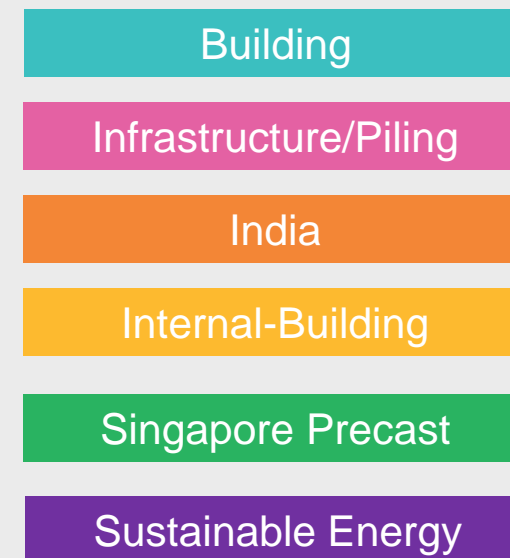 Building
Infrastructure/Piling
India
Internal-Building
Singapore Precast
Sustainable Energy